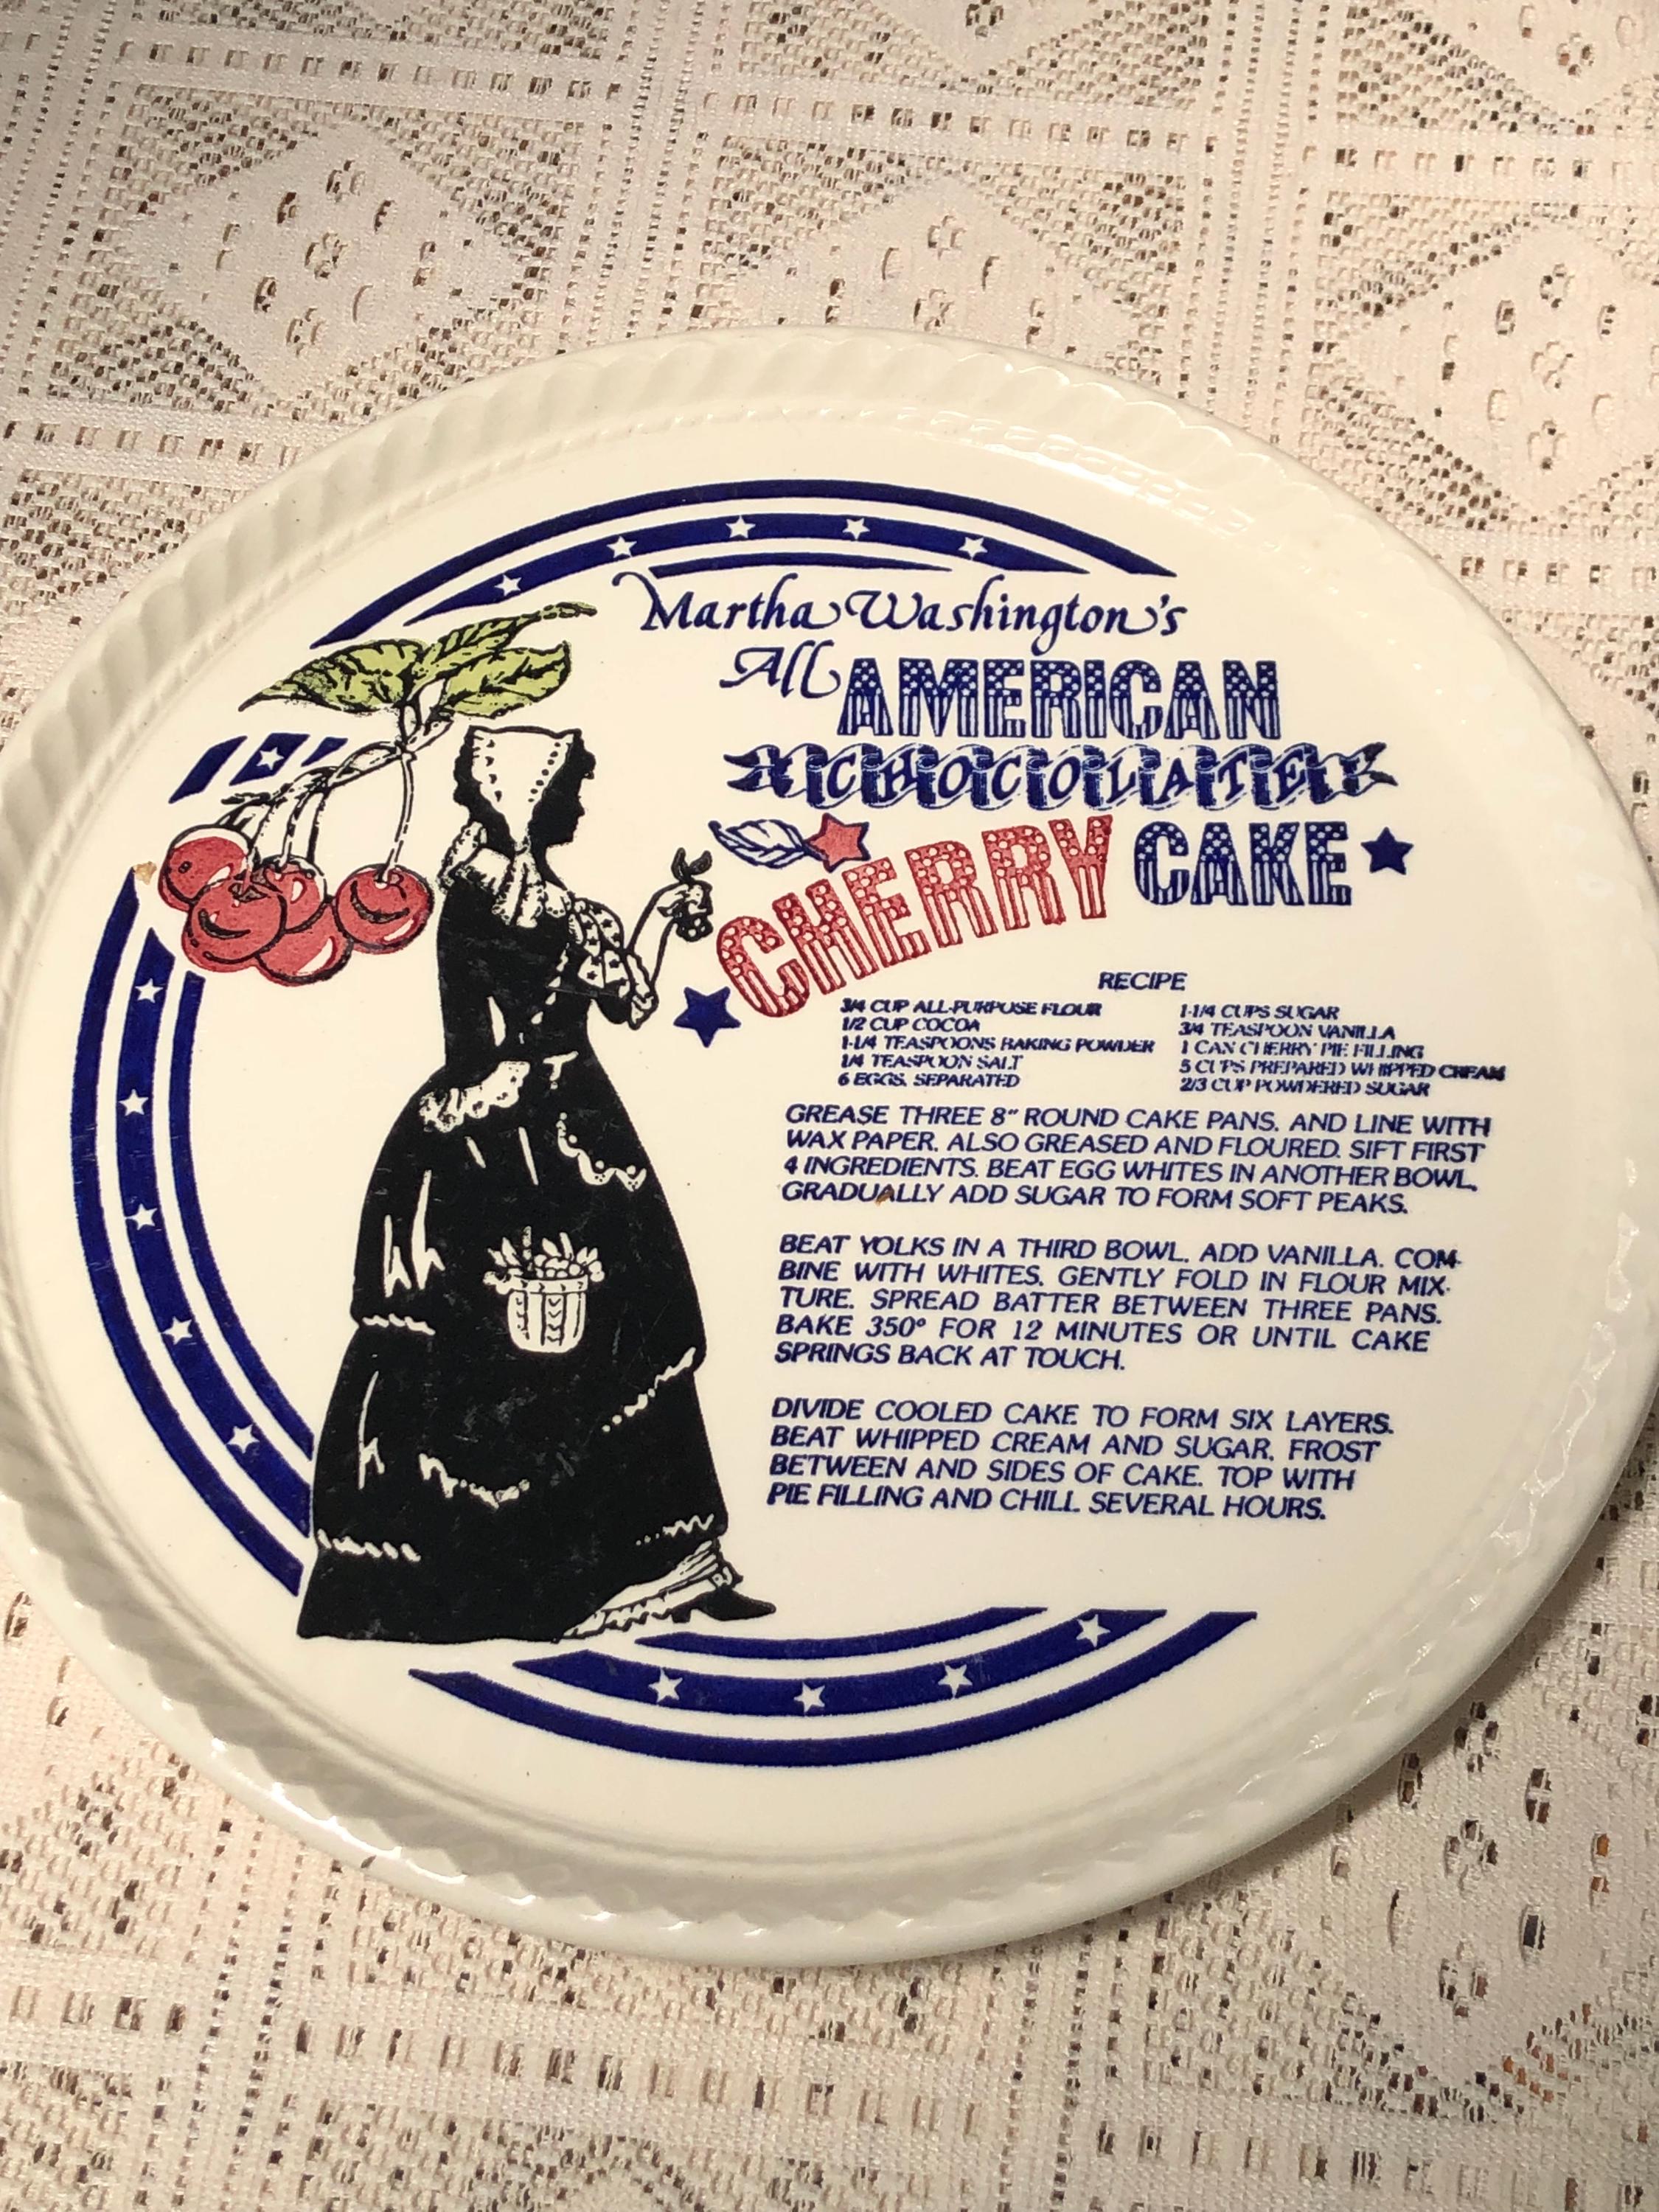 Martha Washington's
All AMERICAN
CHOCOLATE
CHERRY CAKE
RECIPE
3/4 CUP ALL-PURPOSE FLOUR
1/2 CUP COCOA
1-1/4 TEASPOONS BAKING POWDER
1/4 TEASPOON SALT
6 EGGS, SEPARATED
1-1/4 CUPS SUGAR
3/4 TEASPOON VANILLA
1 CAN CHERRY PIE FILLING
5 CUPS PREPARED WHIPPED CREAM
2/3 CUP POWDERED SUGAR
GREASE THREE 8" ROUND CAKE PANS. AND LINE WITH
WAX PAPER. ALSO GREASED AND FLOURED. SIFT FIRST
4 INGREDIENTS. BEAT EGG WHITES IN ANOTHER BOWL,
GRADUALLY ADD SUGAR TO FORM SOFT PEAKS.
BEAT YOLKS IN A THIRD BOWL. ADD VANILLA. COM-
BINE WITH WHITES. GENTLY FOLD IN FLOUR MIX-
TURE. SPREAD BATTER BETWEEN THREE PANS.
BAKE 350° FOR 12 MINUTES OR UNTIL CAKE
SPRINGS BACK AT TOUCH.
DIVIDE COOLED CAKE TO FORM SIX LAYERS.
BEAT WHIPPED CREAM AND SUGAR. FROST
BETWEEN AND SIDES OF CAKE. TOP WITH
PIE FILLING AND CHILL SEVERAL HOURS.